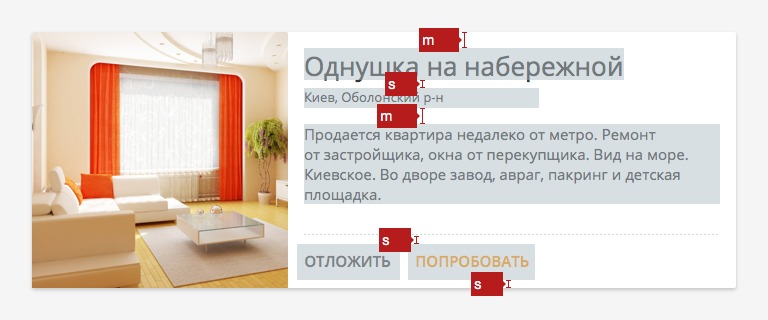 m
Однушка на набережной
s
Киев, Оболонский р-н
m
Продается квартира недалеко от метро. Ремонт
от застройщика, окна от перекупщика. Вид на море.
Киевское. Во дворе завод, авраг, пакринг и детская
площадка.
s
ОТЛОЖИТЬ ПОПРОБОВАТЬ
s